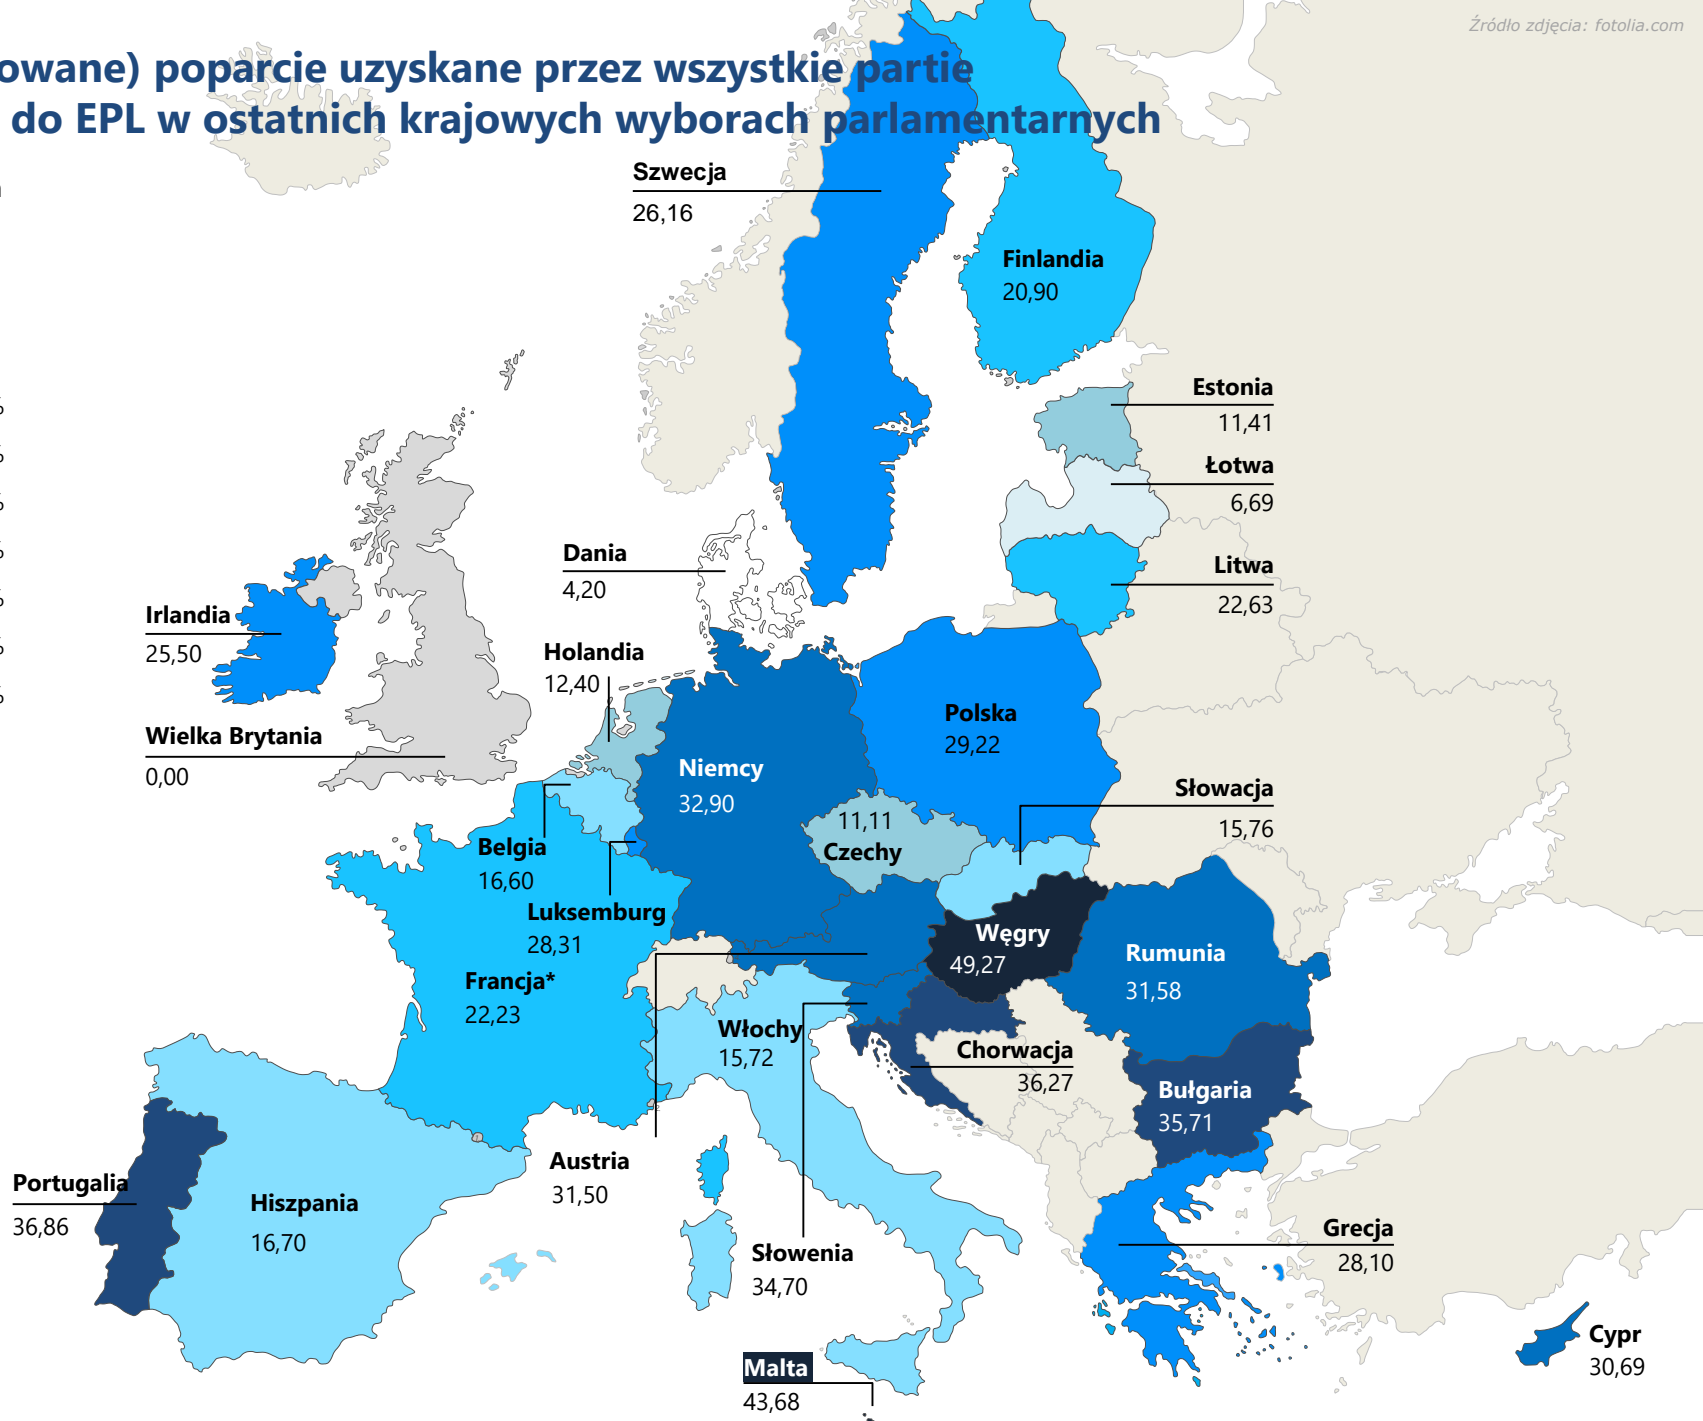 Źródło zdjęcia: fotolia.com
owane) poparcie uzyskane przez wszystkie partie
do EPL w ostatnich krajowych wyborach parlamentarnych
Szwecja
26,16
Finlandia
20,90
Estonia
11,41
%
Łotwa
6,69
%
%
Dania
4,20
%
Litwa
22,63
%
Irlandia
25,50
%
Holandia
12,40
%
Wielka Brytania
0,00
Polska
29,22
Niemcy
32,90
Słowacja
15,76
11,11
Czechy
Belgia
16,60
Luksemburg
28,31
Węgry
49,27
Rumunia
31,58
Francja*
22,23
Włochy
15,72
Chorwacja
36,27
Bułgaria
35,71
Austria
31,50
Portugalia
36,86
Hiszpania
16,70
Słowenia
34,70
Grecja
28,10
Cypr
30,69
Malta
43,68